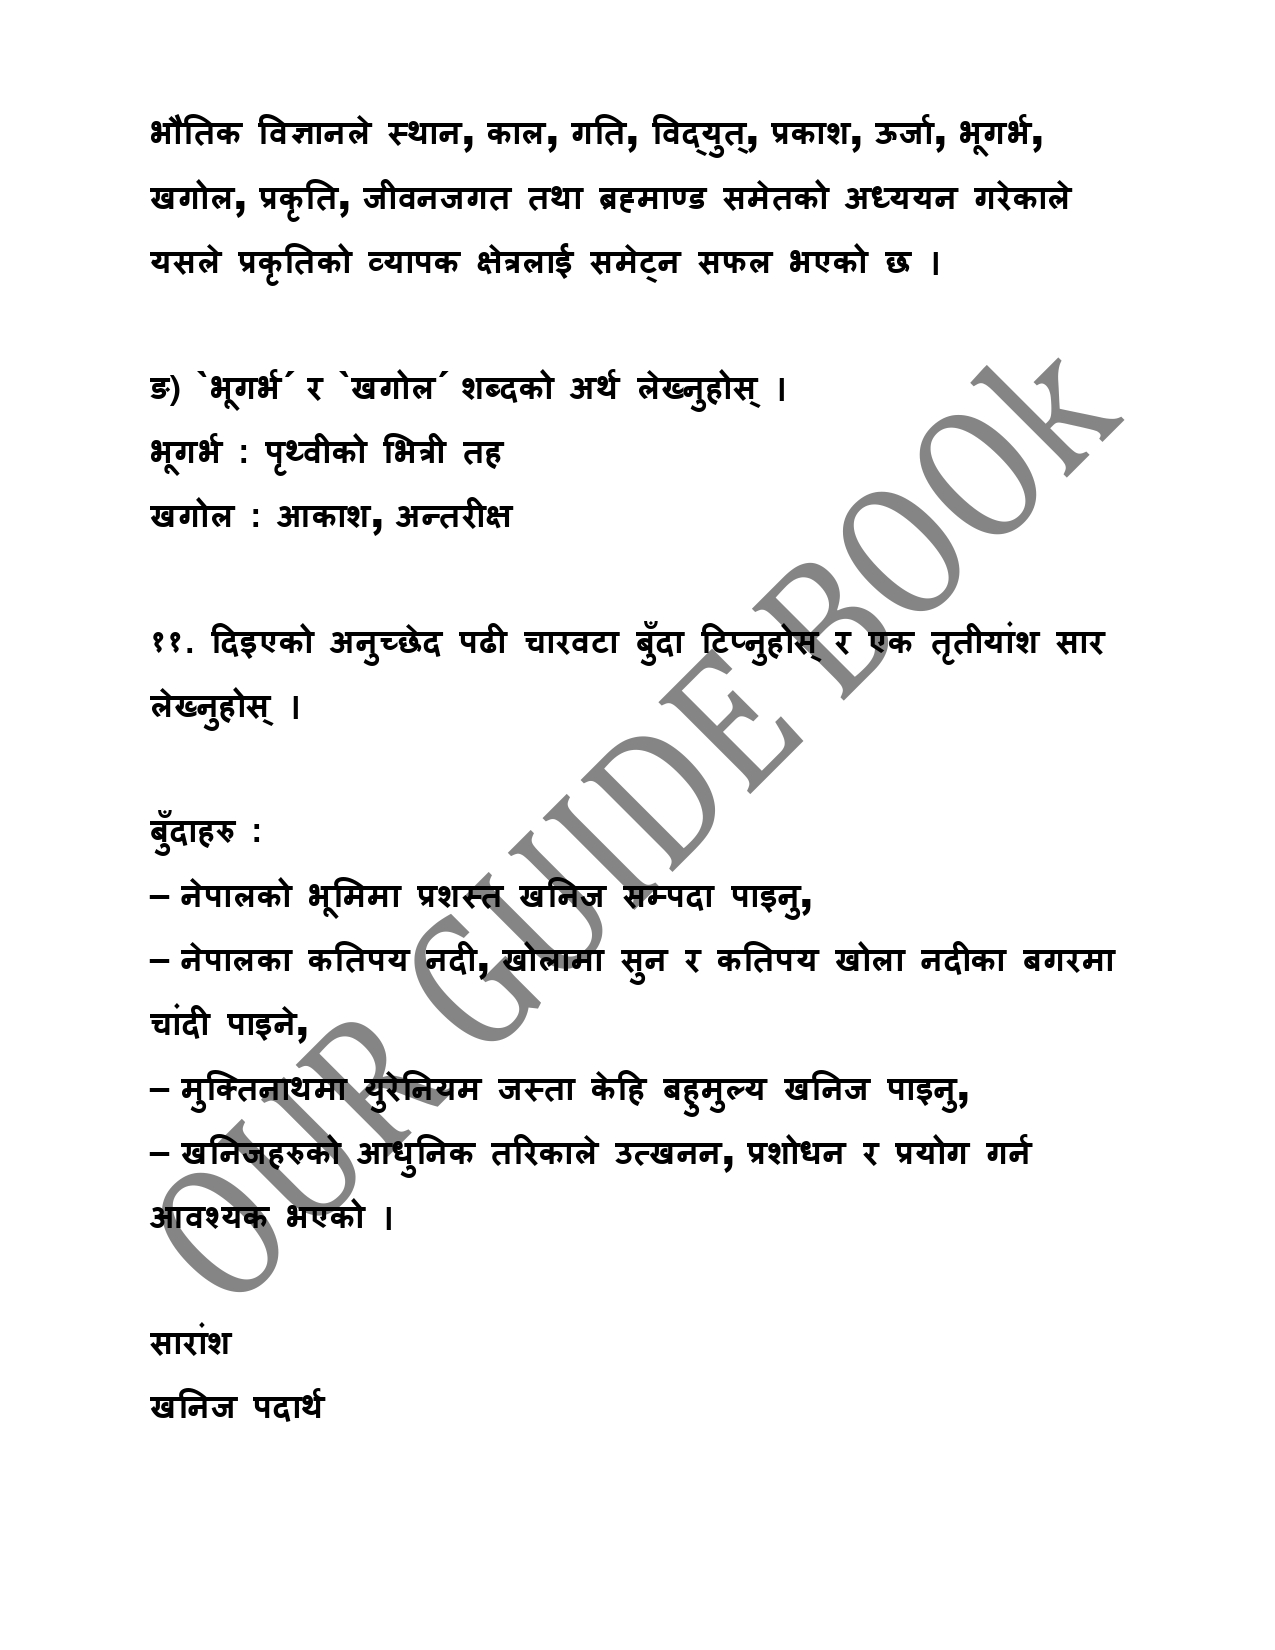 भौतिक विज्ञानले स्थान, काल, गति, विद्‌युत्, प्रकाश, ऊर्जा, भूगर्भ,
खगोल, प्रकृति, जीवनजगत तथा ब्रह्माण्ड समेतको अध्ययन गरेकाले
यसले प्रकृतिको व्यापक क्षेत्रलाई समेट्न सफल भएको छ ।
ङ) `भूगर्भ´ र `खगोल´ शब्दको अर्थ लेख्नुहोस् ।
भूगर्भ : पृथ्वीको भित्री तह
खगोल : आकाश, अन्तरीक्ष
११. दिइएको अनुच्छेद पढी चारवटा बुँदा टिप्नुहोस् र एक तृतीयांश सार
लेख्नुहोस् ।
बुँदाहरु :
– नेपालको भूमिमा प्रशस्त खनिज सम्पदा पाइनु,
– नेपालका कतिपय नदी, खोलामा सुन र कतिपय खोला नदीका बगरमा
चांदी पाइने,
– मुक्तिनाथमा युरेनियम जस्ता केहि बहुमुल्य खनिज पाइनु,
– खनिजहरुको आधुनिक तरिकाले उत्खनन, प्रशोधन र प्रयोग गर्न
आवश्यक भएको ।
सारांश
खनिज पदार्थ
OUR GUIDE BOOk